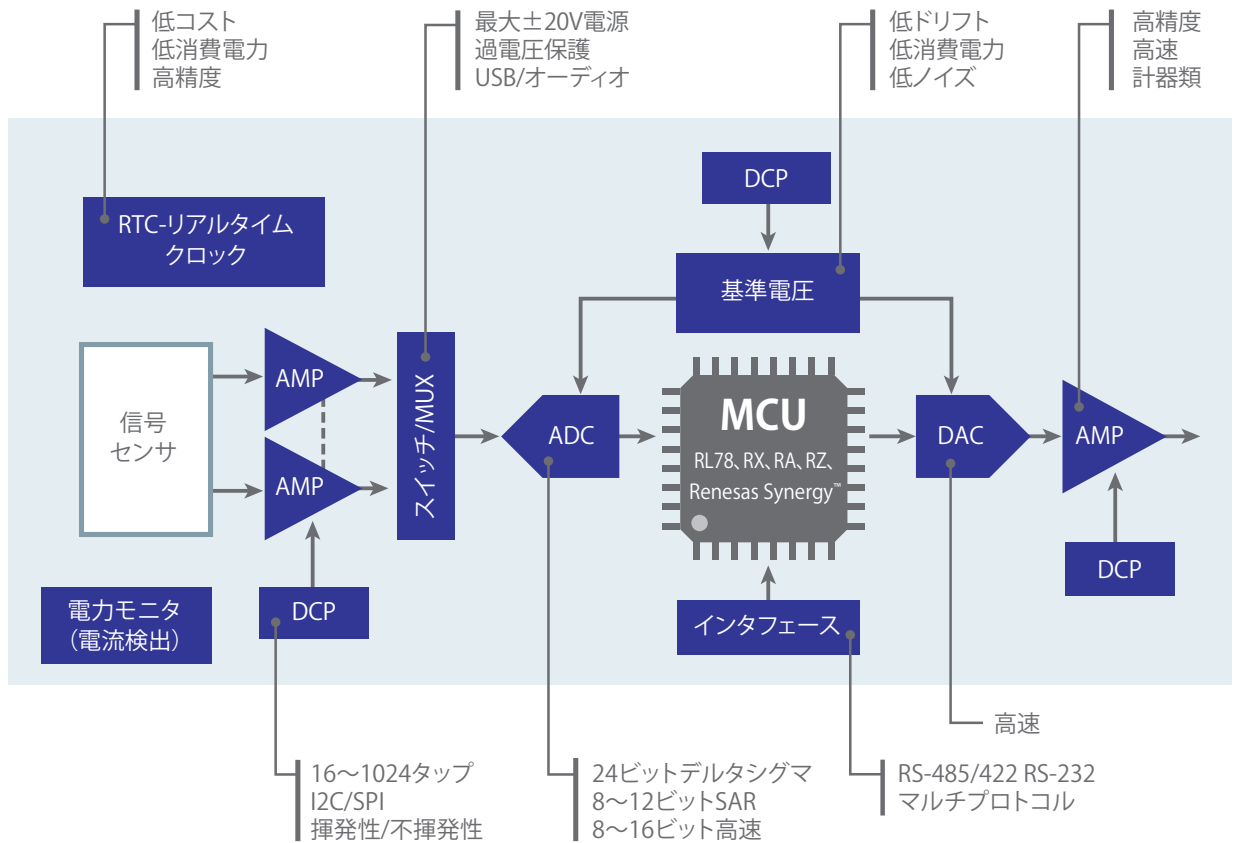 低コスト
低消費電力
高精度
最大±20V電源
過電圧保護
USB/オーディオ
低ドリフト
低消費電力
低ノイズ
高精度
高速
計器類
RTC-リアルタイム
クロック
DCP
基準電圧
信号
センサ
AMP
AMP
スイッチ/MUX
ADC
MCU
RL78、RX、RA、RZ、
Renesas Synergy™
DAC
AMP
DCP
電力モニタ
（電流検出）
DCP
インタフェース
高速
16～1024タップ
I2C/SPI
揮発性/不揮発性
24ビットデルタシグマ
8～12ビットSAR
8～16ビット高速
RS-485/422 RS-232
マルチプロトコル